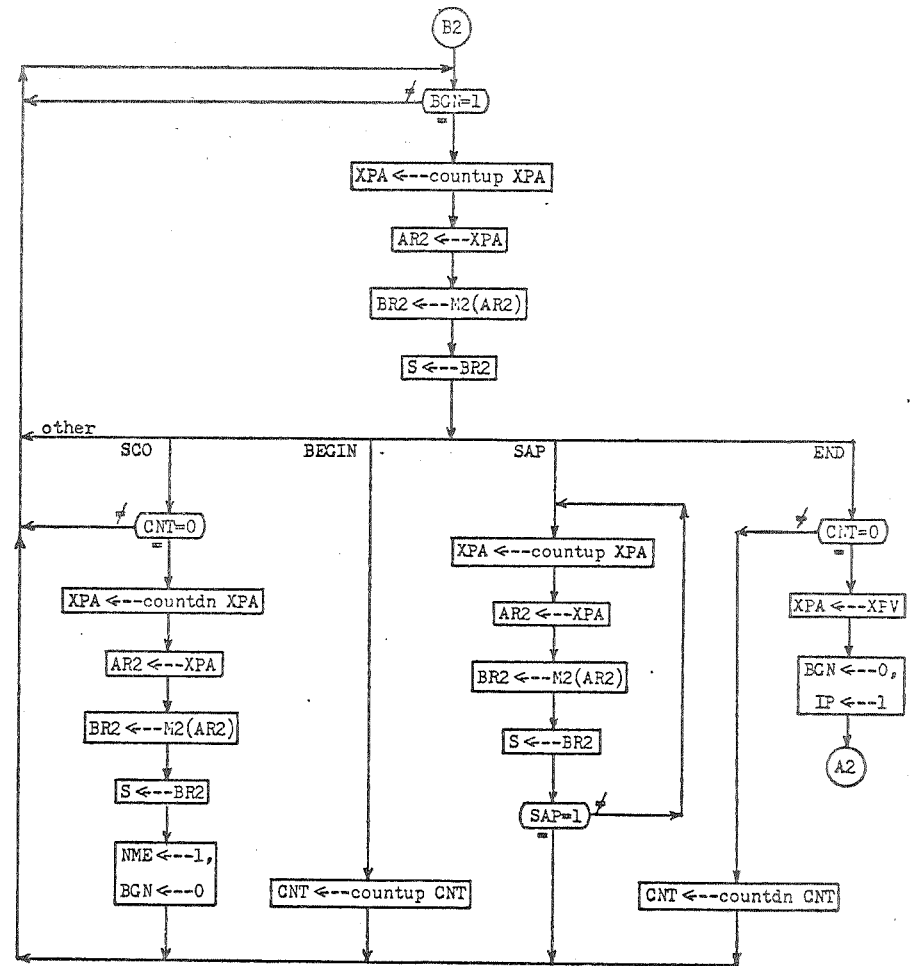 B2
≠
BGN=1
=
XPA <---countup XPA
AR2 <---XPA
BR2 <---M2(AR2)
S <---BR2
other
SCO
BEGIN
SAP
END
≠
CNT=0
=
XPA <---countdn XPA
AR2 <---XPA
BR2 <---M2(AR2)
S <---BR2
NME <---1,
BGN <---0
CNT <---countup CNT
XPA <---countup XPA
AR2 <---XPA
BR2 <---M2(AR2)
S <---BR2
SAP=1
≠
=
≠
CNT=0
=
XPA <---XPV
BGN <---0,
IP <---1
A2
CNT <---countdn CNT